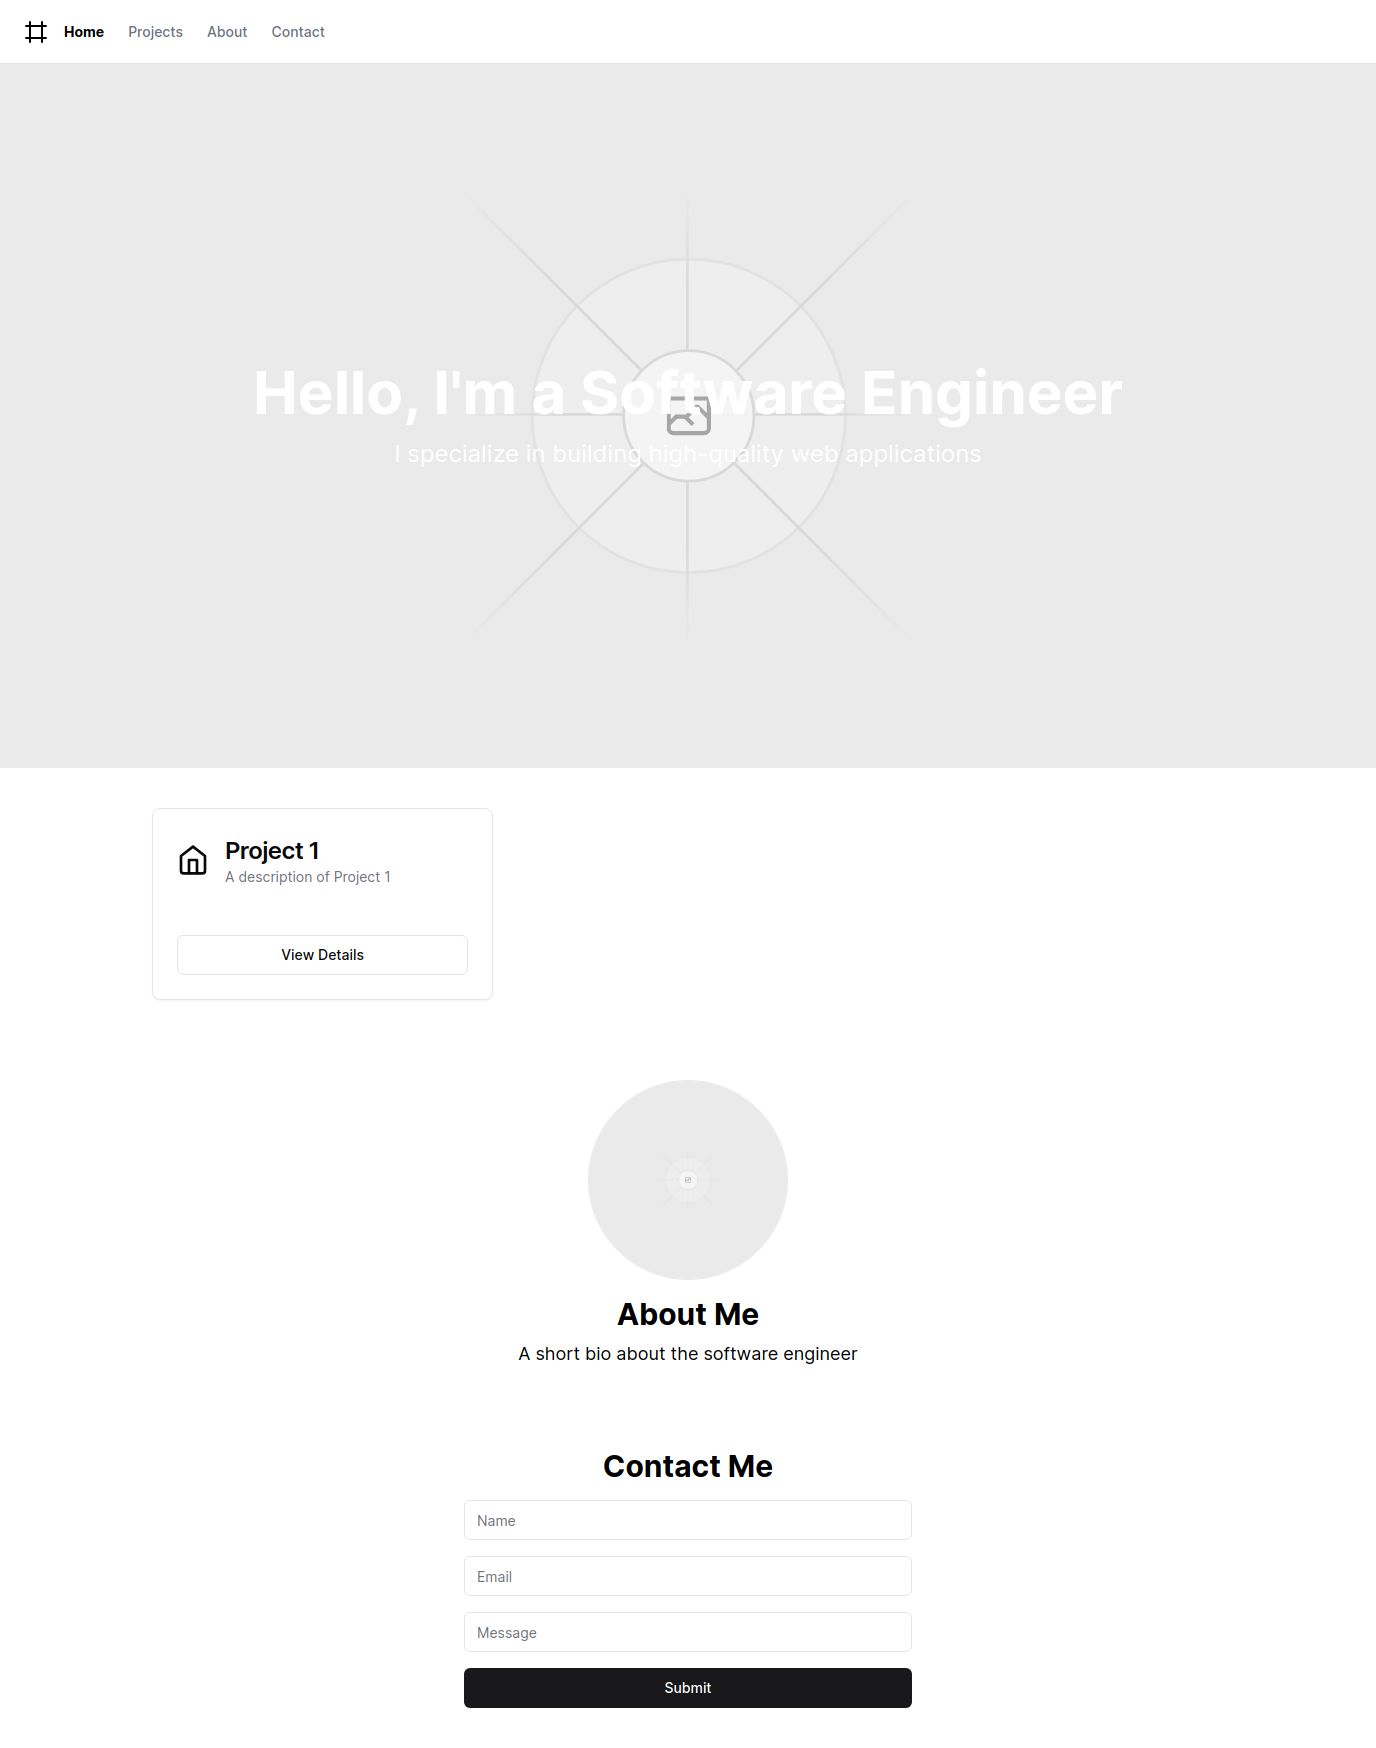 Home Projects About Contact
Hello, I'm a Software Engineer
I specialize in building high-quality web applications
Project 1
A description of Project 1
View Details
About Me
A short bio about the software engineer
Contact Me
Name
Email
Message
Submit